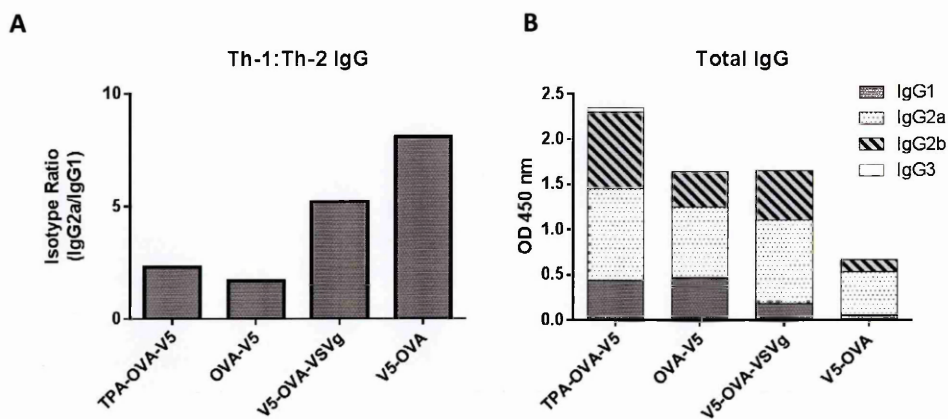 A
Th-1:Th-2 IgG
Isotype Ratio
(IgG2a/IgG1)
10
5
0
TPA-OVA-V5
OVA-V5
V5-OVA-VSVg
V5-OVA
B
Total IgG
OD 450 nm
2.5
2.0
1.5
1.0
0.5
0.0
TPA-OVA-V5
OVA-V5
V5-OVA-VSVg
V5-OVA
IgG1
IgG2a
IgG2b
IgG3